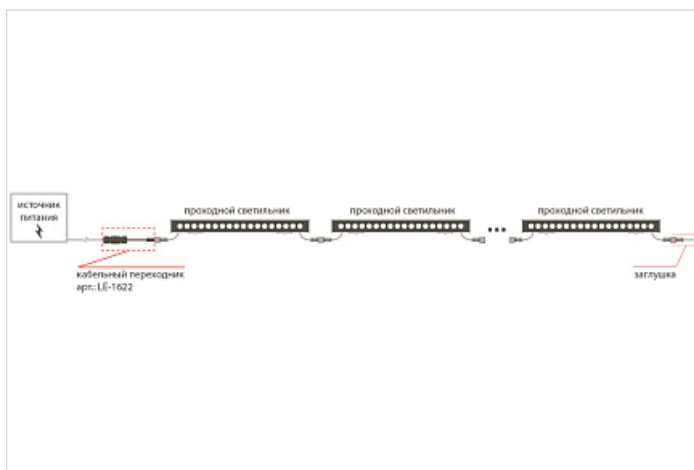 источник
питания
проходной светильник
проходной светильник
проходной светильник
кабельный переходник
арт.: LE-1622
заглушка